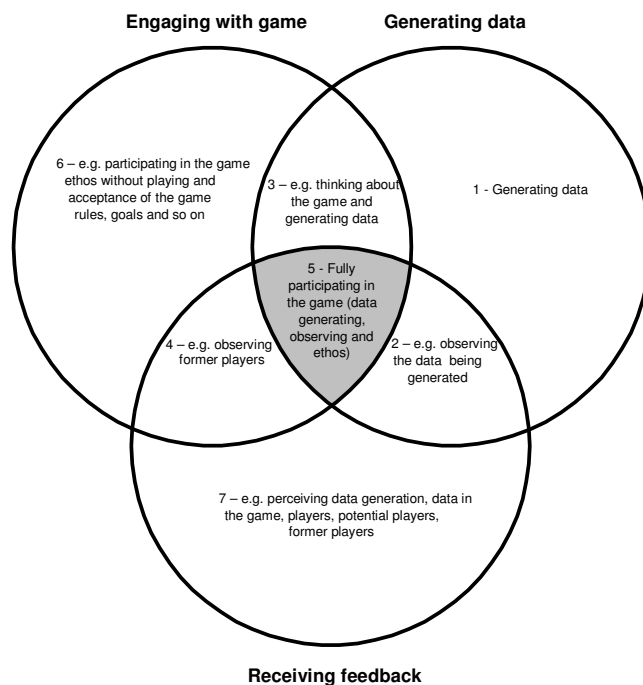 Engaging with game
Generating data
6 – e.g. participating in the game
ethos without playing and
acceptance of the game
rules, goals and so on
3 – e.g. thinking about
the game and
generating data
1 - Generating data
5 - Fully
participating in
the game (data
generating,
observing and
ethos)
4 – e.g. observing
former players
2 – e.g. observing
the data being
generated
7 – e.g. perceiving data generation, data in
the game, players, potential players,
former players
Receiving feedback